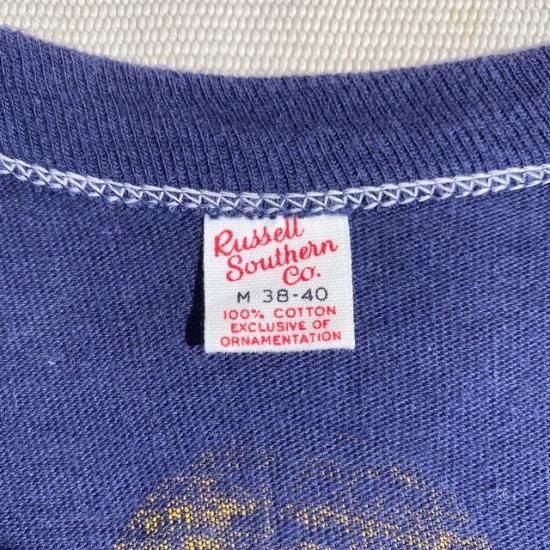 Russell
Southern
Co.
M 38-40
100% COTTON
EXCLUSIVE OF
ORNAMENTATION